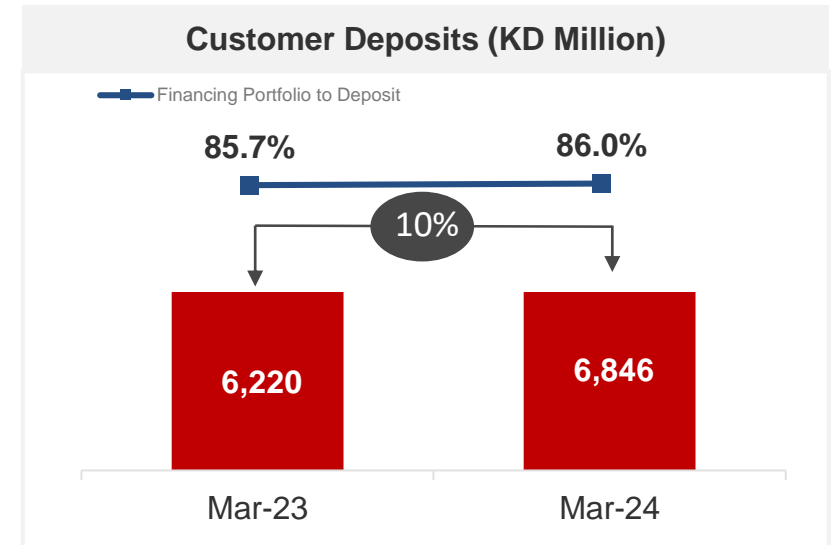 Customer Deposits (KD Million)
Financing Portfolio to Deposit
85.7% 86.0%
10%
6,220 6,846
Mar-23 Mar-24